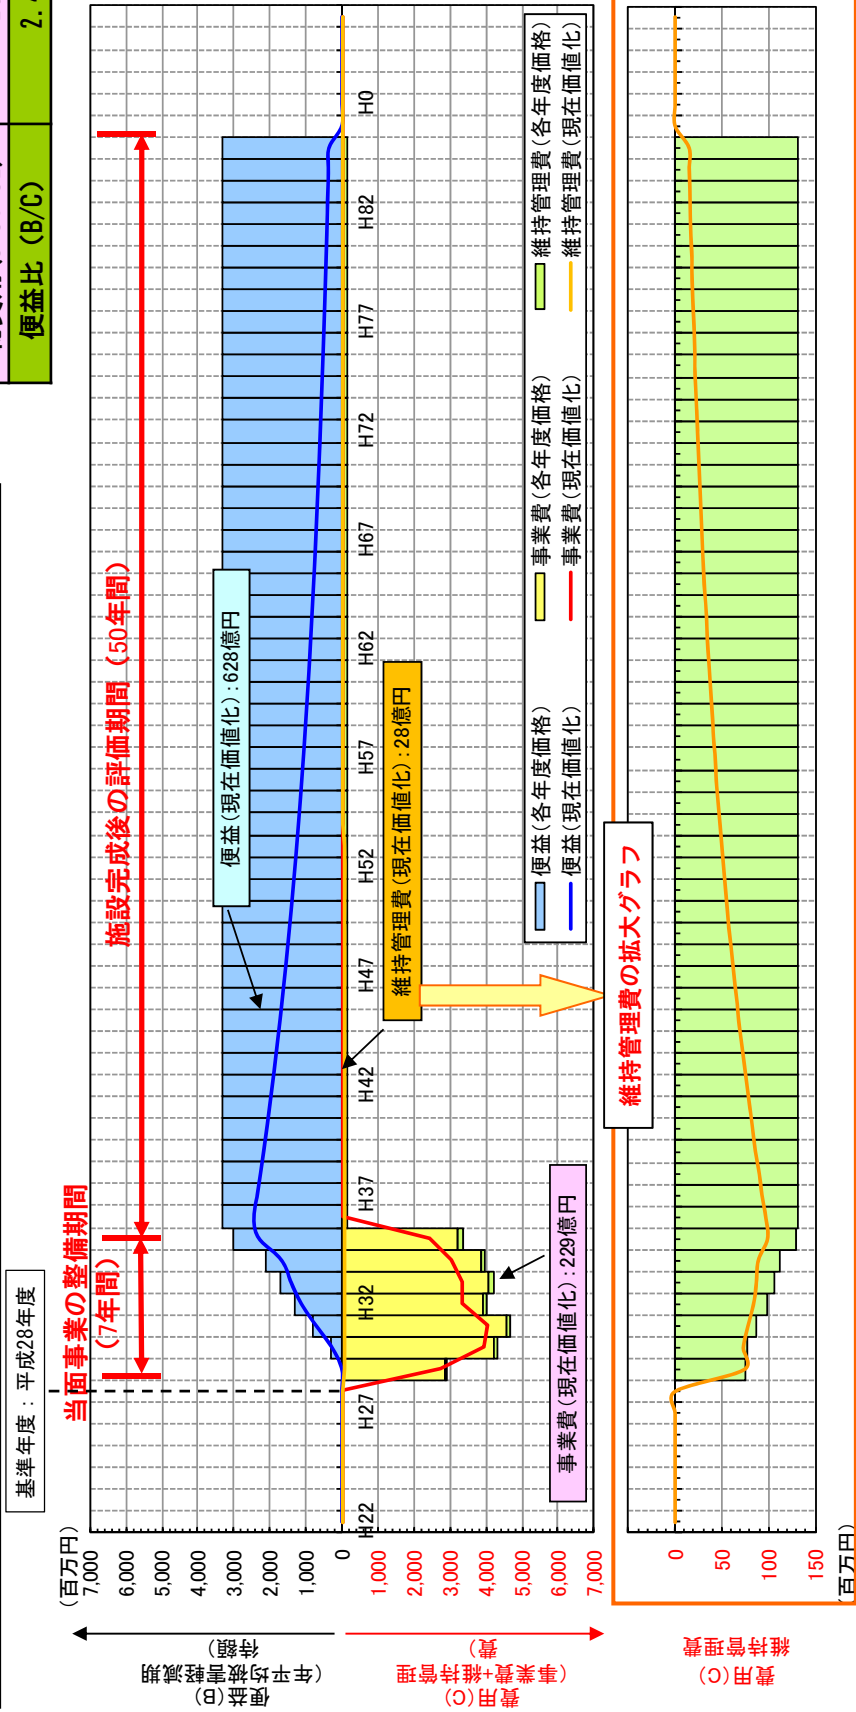 便益比（B/C）
2.
基準年度：平成28年度
当面事業の整備期間
（7年間）
施設完成後の評価期間（50年間）
（百万円）
7,000
6,000
5,000
4,000
3,000
2,000
1,000
0
1,000
2,000
3,000
4,000
5,000
6,000
7,000
便益(B)
(年平均被害軽減期
待額)
費用(C)
(事業費+維持管理
費)
H22
H27
H32
H37
H42
H47
H52
H57
H62
H67
H72
H77
H82
H0
便益(現在価値化)：628億円
維持管理費(現在価値化)：28億円
事業費(現在価値化)：229億円
便益(各年度価格)
事業費(各年度価格)
維持管理費(各年度価格)
便益(現在価値化)
事業費(現在価値化)
維持管理費(現在価値化)
維持管理費の拡大グラフ
0
50
100
150
（百万円）
費用(C)
維持管理費